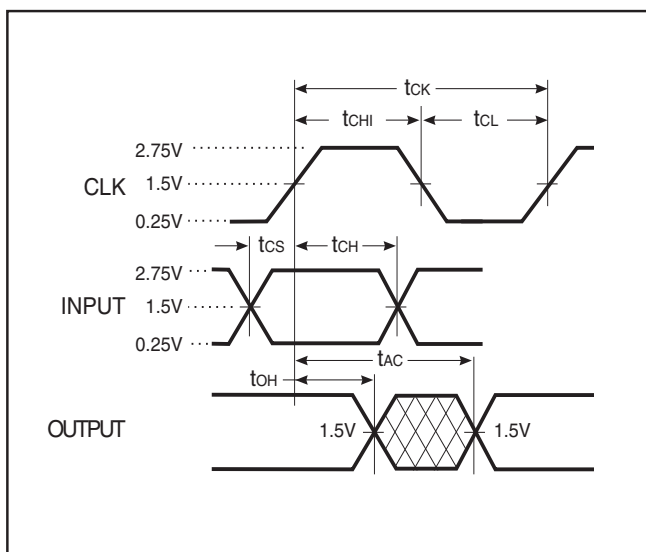 tCK
tCHI tCL
2.75V
CLK 1.5V
0.25V
tCS tCH
2.75V
INPUT 1.5V
0.25V
tAC
tOH
OUTPUT 1.5V 1.5V